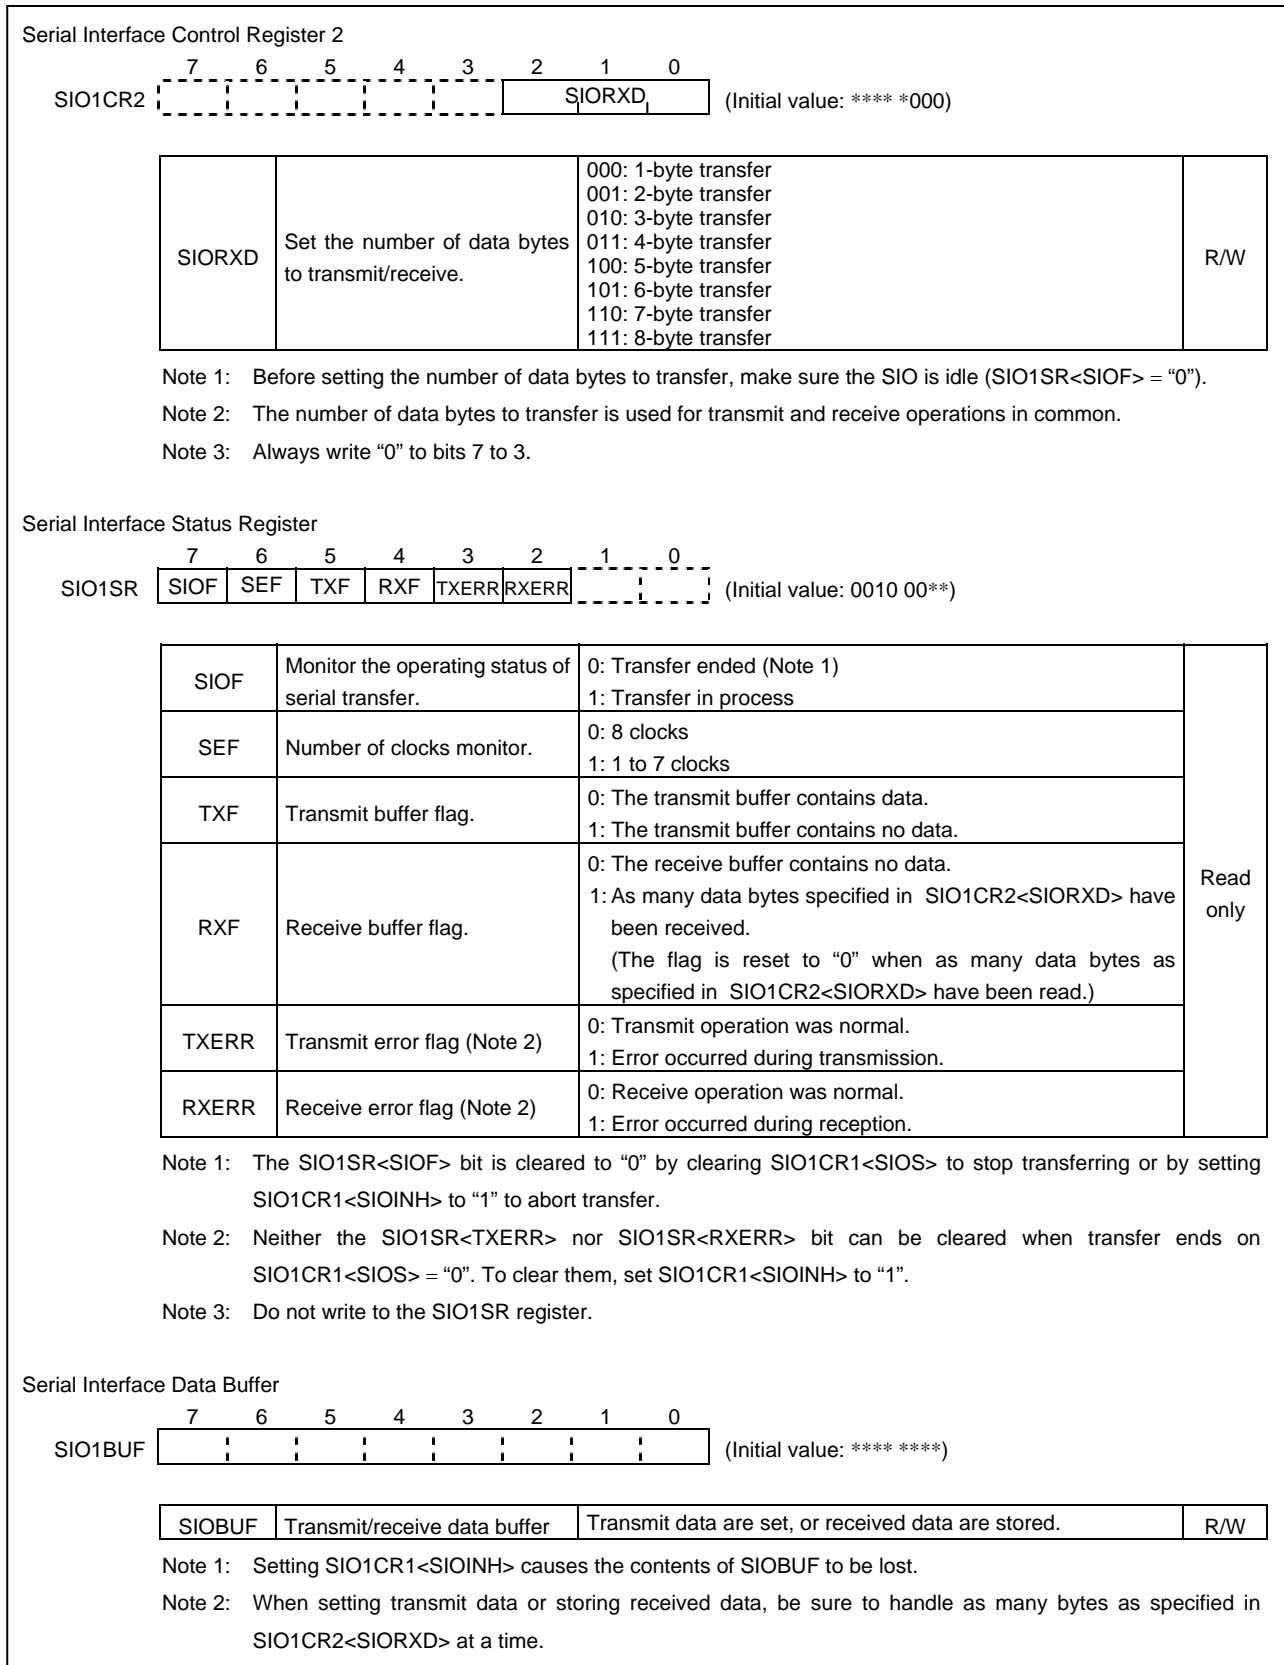 Serial Interface Control Register 2
7 6 5 4 3 2 1 0
SIO1CR2 SIORXD (Initial value: **** *000)
000: 1-byte transfer
001: 2-byte transfer
010: 3-byte transfer
SIORXD Set the number of data bytes 011: 4-byte transfer R/W
to transmit/receive. 100: 5-byte transfer
101: 6-byte transfer
110: 7-byte transfer
111: 8-byte transfer
Note 1: Before setting the number of data bytes to transfer, make sure the SIO is idle (SIO1SR<SIOF> = “0”).
Note 2: The number of data bytes to transfer is used for transmit and receive operations in common.
Note 3: Always write “0” to bits 7 to 3.
Serial Interface Status Register
7 6 5 4 3 2 1 0
SIO1SR SIOF SEF TXF RXF TXERR RXERR (Initial value: 0010 00**)
SIOF Monitor the operating status of 0: Transfer ended (Note 1)
serial transfer. 1: Transfer in process
SEF Number of clocks monitor. 0: 8 clocks
1: 1 to 7 clocks
TXF Transmit buffer flag. 0: The transmit buffer contains data.
1: The transmit buffer contains no data.
0: The receive buffer contains no data.
Read only
1: As many data bytes specified in SIO1CR2<SIORXD> have
RXF Receive buffer flag. been received.
(The flag is reset to “0” when as many data bytes as
specified in SIO1CR2<SIORXD> have been read.)
TXERR Transmit error flag (Note 2) 0: Transmit operation was normal.
1: Error occurred during transmission.
RXERR Receive error flag (Note 2) 0: Receive operation was normal.
1: Error occurred during reception.
Note 1: The SIO1SR<SIOF> bit is cleared to “0” by clearing SIO1CR1<SIOS> to stop transferring or by setting
SIO1CR1<SIOINH> to “1” to abort transfer.
Note 2: Neither the SIO1SR<TXERR> nor SIO1SR<RXERR> bit can be cleared when transfer ends on
SIO1CR1<SIOS> = “0”. To clear them, set SIO1CR1<SIOINH> to “1”.
Note 3: Do not write to the SIO1SR register.
Serial Interface Data Buffer
7 6 5 4 3 2 1 0
SIO1BUF (Initial value: **** ****)
SIOBUF Transmit/receive data buffer Transmit data are set, or received data are stored. R/W
Note 1: Setting SIO1CR1<SIOINH> causes the contents of SIOBUF to be lost.
Note 2: When setting transmit data or storing received data, be sure to handle as many bytes as specified in
SIO1CR2<SIORXD> at a time.